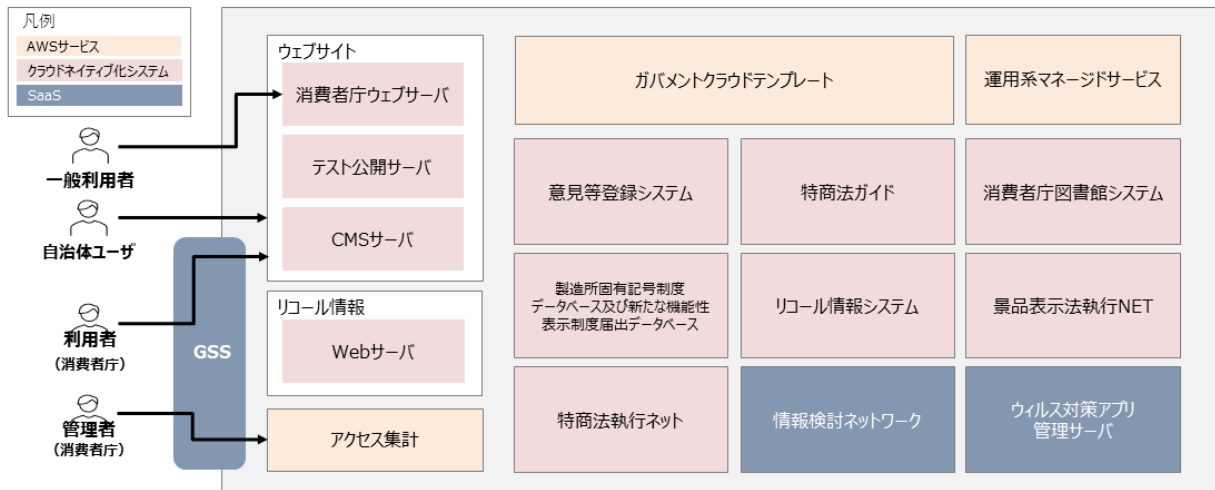 凡例
AWSサービス
クラウドネイティブ化システム
SaaS
一般利用者
自治体ユーザ
利用者
(消費者庁)
管理者
(消費者庁)
GSS
ウェブサイト
消費者庁ウェブサーバ
テスト公開サーバ
CMSサーバ
リコール情報
Webサーバ
アクセス集計
ガバメントクラウドテンプレート
運用系マネージドサービス
意見等登録システム
特商法ガイド
消費者庁図書館システム
製造所固有記号制度
データベース及び新たな機能性
表示制度届出データベース
リコール情報システム
景品表示法執行NET
特商法執行ネット
情報検討ネットワーク
ウィルス対策アプリ
管理サーバ